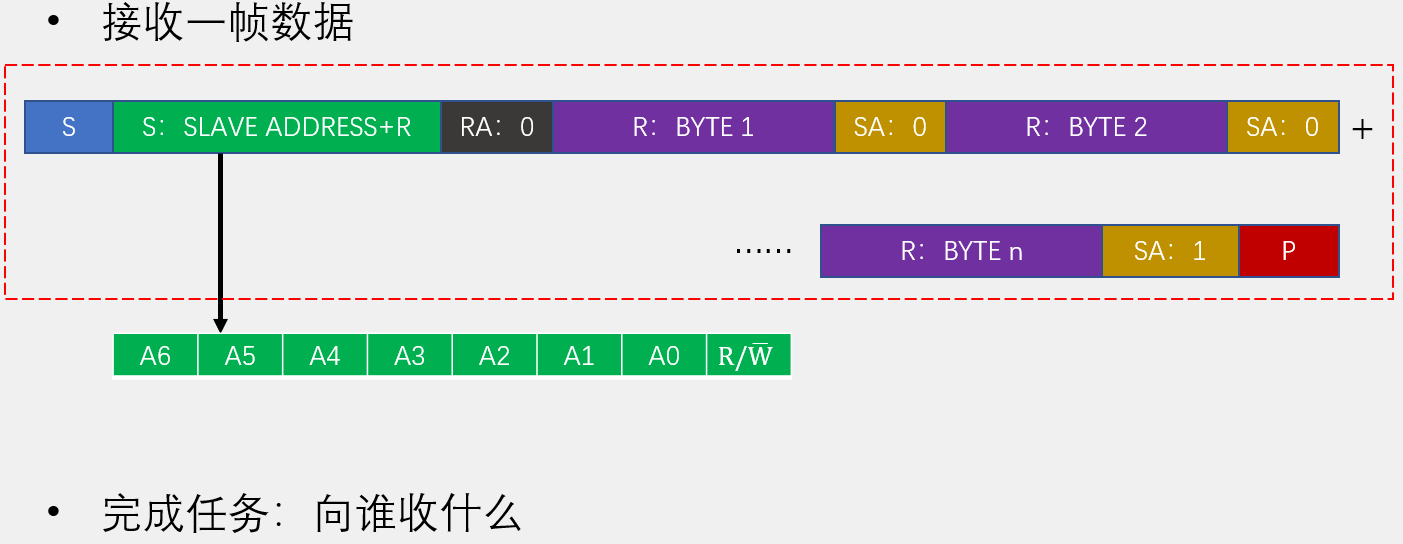 • 接收一帧数据
S S：SLAVE ADDRESS+R RA：0 R：BYTE 1 SA：0 R：BYTE 2 SA：0 +
…… R：BYTE n SA：1 P
A6 A5 A4 A3 A2 A1 A0 R/W̅
• 完成任务：向谁收什么